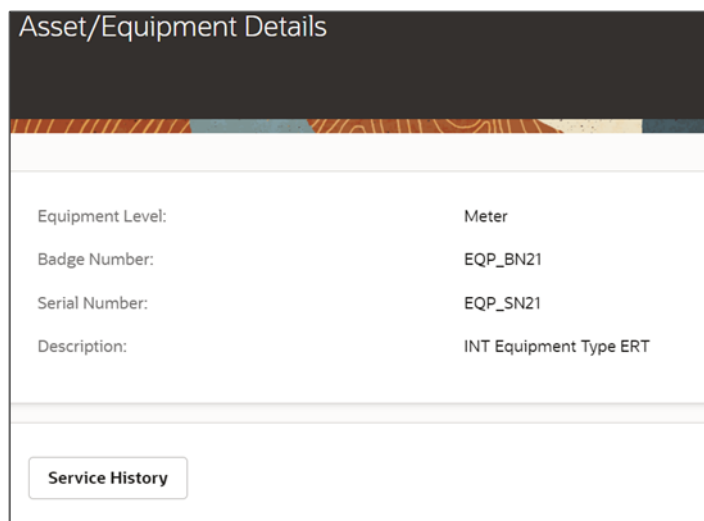 Asset/Equipment Details
Equipment Level: Meter
Badge Number: EQP_BN21
Serial Number: EQP_SN21
Description: INT Equipment Type ERT
Service History